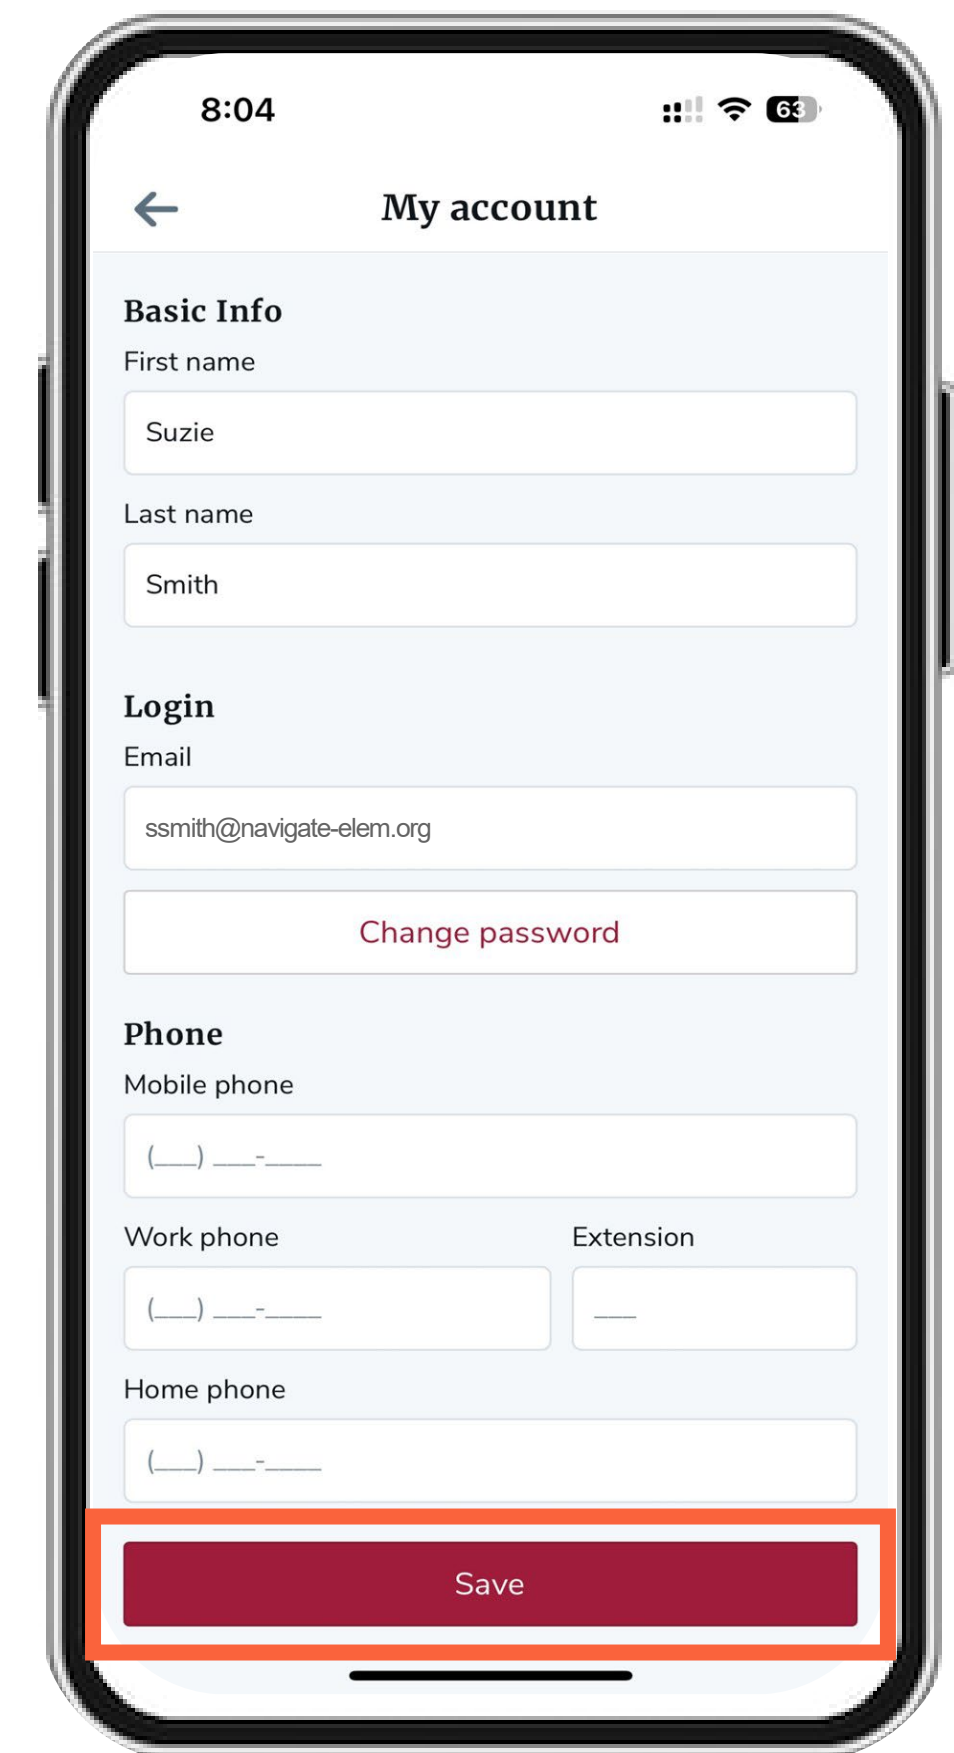 8:04
63
My account
Basic Info
First name
Suzie
Last name
Smith
Login
Email
ssmith@navigate-elem.org
Change password
Phone
Mobile phone
(___) ___-____
Work phone Extension
(___) ___-____ ___
Home phone
(___) ___-____
Save